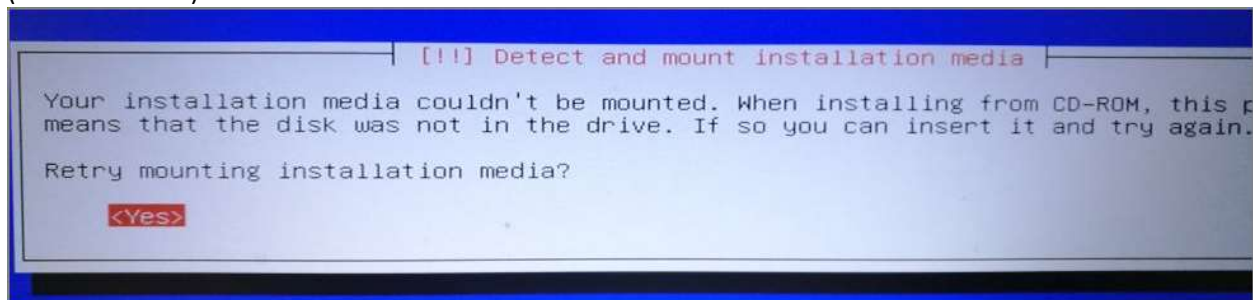 [!!] Detect and mount installation media
Your installation media couldn't be mounted. When installing from CD-ROM, this
means that the disk was not in the drive. If so you can insert it and try again.
Retry mounting installation media?
<Yes>